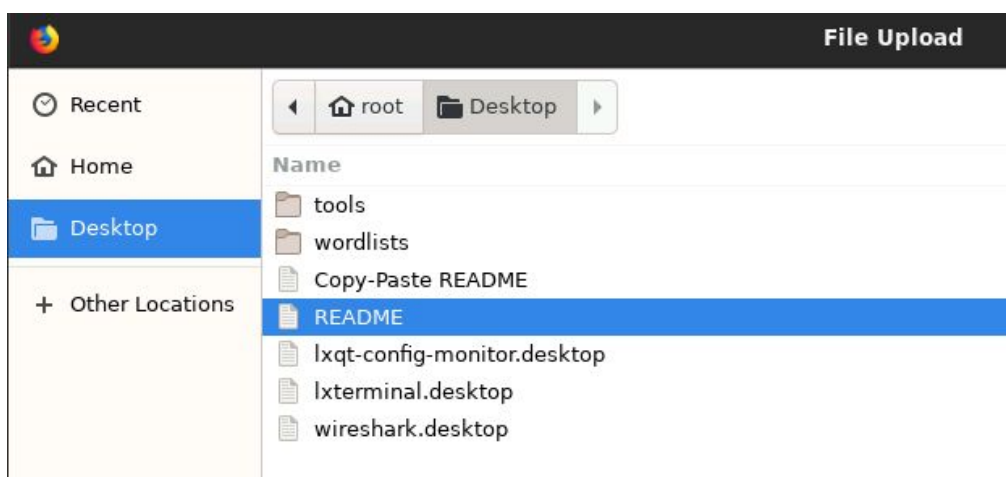 File Upload
Recent
Home
Desktop
+ Other Locations
root
Desktop
Name
tools
wordlists
Copy-Paste README
README
lxqt-config-monitor.desktop
lxterminal.desktop
wireshark.desktop